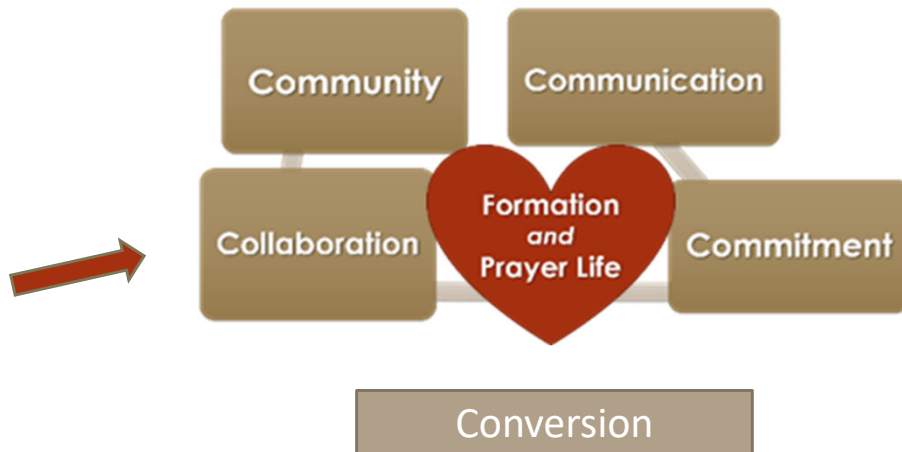 Community
Communication
Collaboration
Formation
and
Prayer Life
Commitment
Conversion